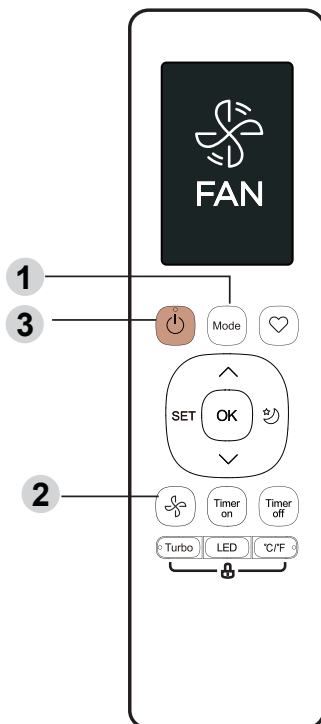 FAN
1
3
Mode
SET
OK
2
Timer
on
Timer
off
Turbo
LED
°C/°F